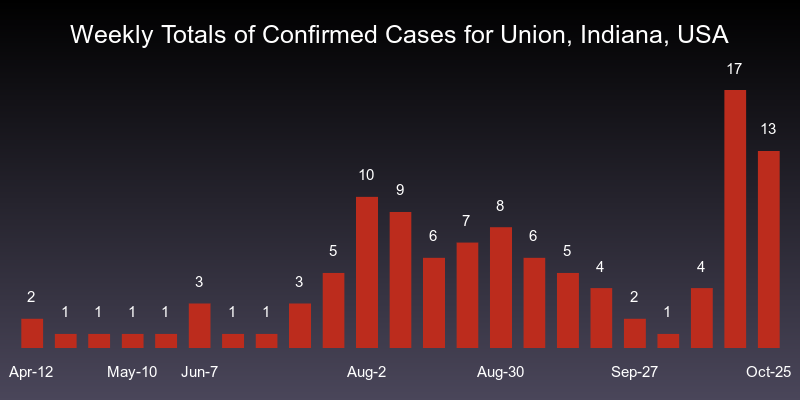 Weekly Totals of Confirmed Cases for Union, Indiana, USA
2 1 1 1 1 3 1 1 3 5 10 9 6 7 8 6 5 4 2 1 4 17 13
Apr-12 May-10 Jun-7 Aug-2 Aug-30 Sep-27 Oct-25